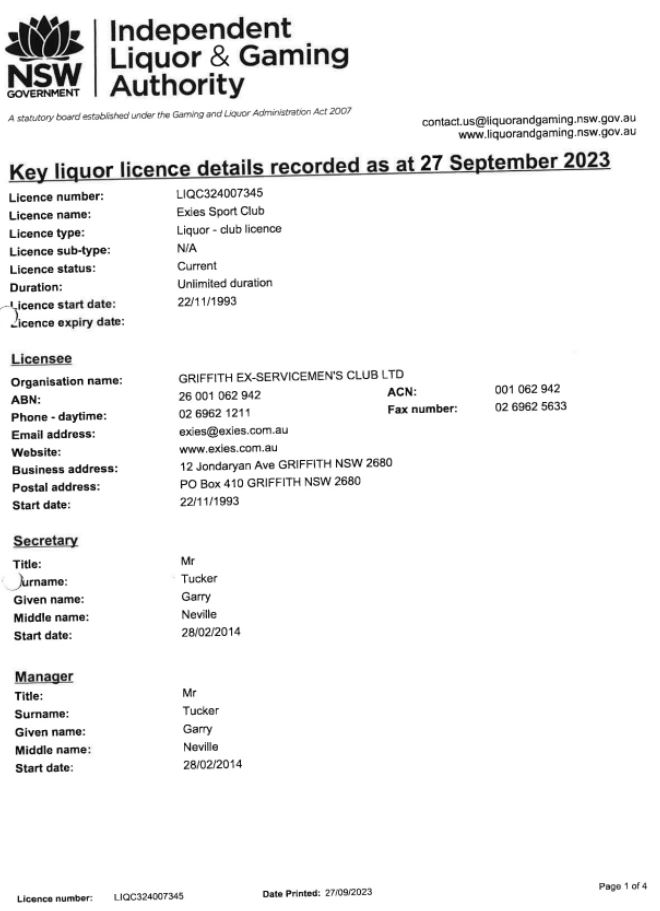 NSW
GOVERNMENT
Independent
Liquor & Gaming
Authority
A statutory board established under the Gaming and Liquor Administration Act 2007
contact.us@liquorandgaming.nsw.gov.au
www.liquorandgaming.nsw.gov.au
Key liquor licence details recorded as at 27 September 2023
Licence number: LIQC324007345
Licence name: Exies Sport Club
Licence type: Liquor - club licence
Licence sub-type: N/A
Licence status: Current
Duration: Unlimited duration
Licence start date: 22/11/1993
Licence expiry date:
Licensee
Organisation name: GRIFFITH EX-SERVICEMEN'S CLUB LTD
ABN: 26 001 062 942 ACN: 001 062 942
Phone - daytime: 02 6962 1211 Fax number: 02 6962 5633
Email address: exies@exies.com.au
Website: www.exies.com.au
Business address: 12 Jondaryan Ave GRIFFITH NSW 2680
Postal address: PO Box 410 GRIFFITH NSW 2680
Start date: 22/11/1993
Secretary
Title: Mr
Surname: Tucker
Given name: Garry
Middle name: Neville
Start date: 28/02/2014
Manager
Title: Mr
Surname: Tucker
Given name: Garry
Middle name: Neville
Start date: 28/02/2014
Licence number: LIQC324007345 Date Printed: 27/09/2023 Page 1 of 4